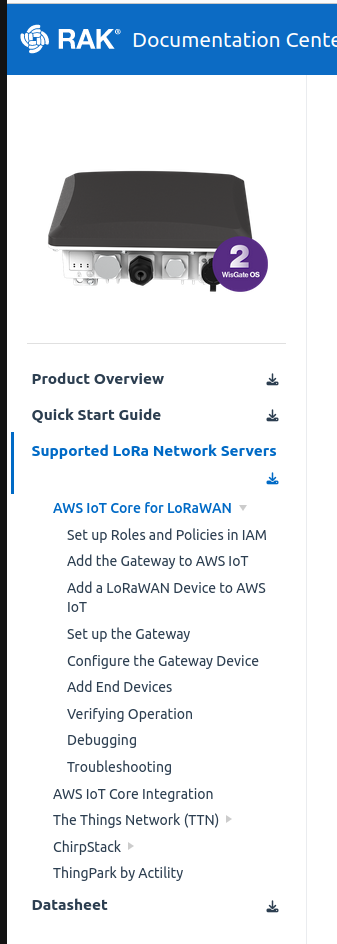 RAK® Documentation Cente
2
WisGate OS
Product Overview
Quick Start Guide
Supported LoRa Network Servers
AWS IoT Core for LoRaWAN
Set up Roles and Policies in IAM
Add the Gateway to AWS IoT
Add a LoRaWAN Device to AWS
IoT
Set up the Gateway
Configure the Gateway Device
Add End Devices
Verifying Operation
Debugging
Troubleshooting
AWS IoT Core Integration
The Things Network (TTN)
ChirpStack
ThingPark by Actility
Datasheet